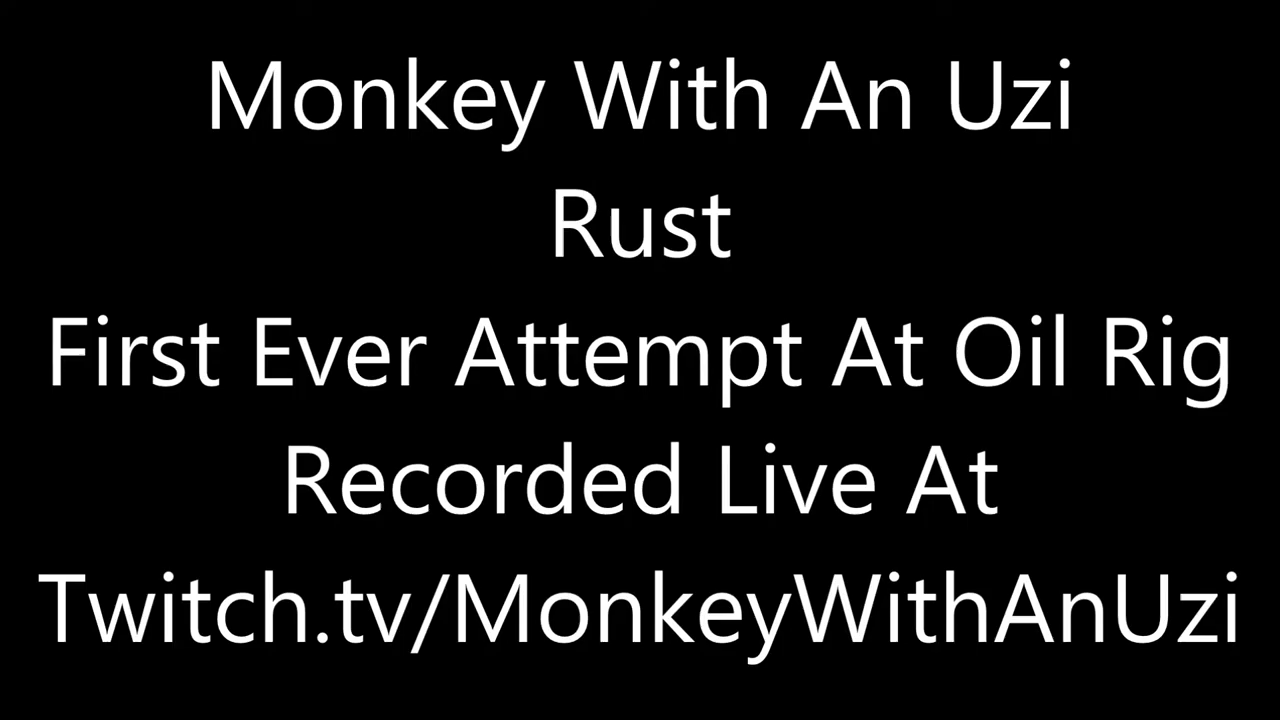 Monkey With An Uzi
Rust
First Ever Attempt At Oil Rig
Recorded Live At
Twitch.tv/MonkeyWithAnUzi